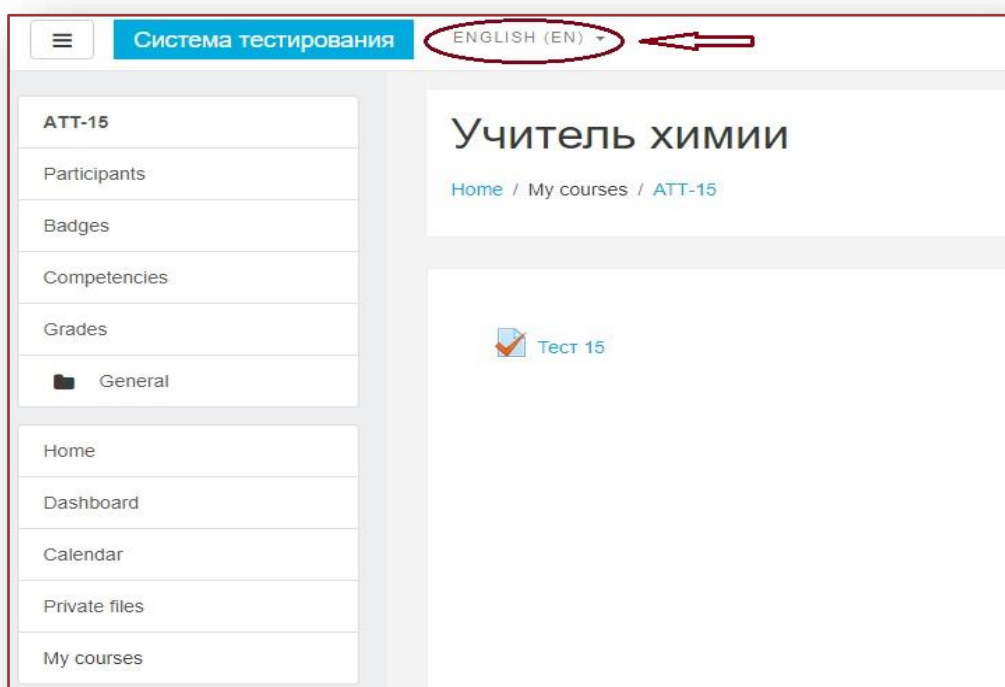 Система тестирования
ENGLISH (EN)
ATT-15
Participants
Badges
Competencies
Grades
General
Home
Dashboard
Calendar
Private files
My courses
Учитель химии
Home / My courses / ATT-15
Тест 15